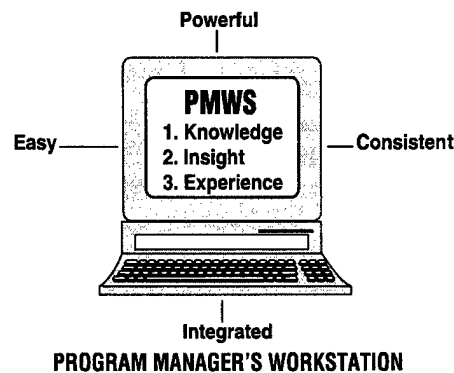 Powerful
PMWS
1. Knowledge
2. Insight
3. Experience
Easy
Consistent
Integrated
PROGRAM MANAGER'S WORKSTATION